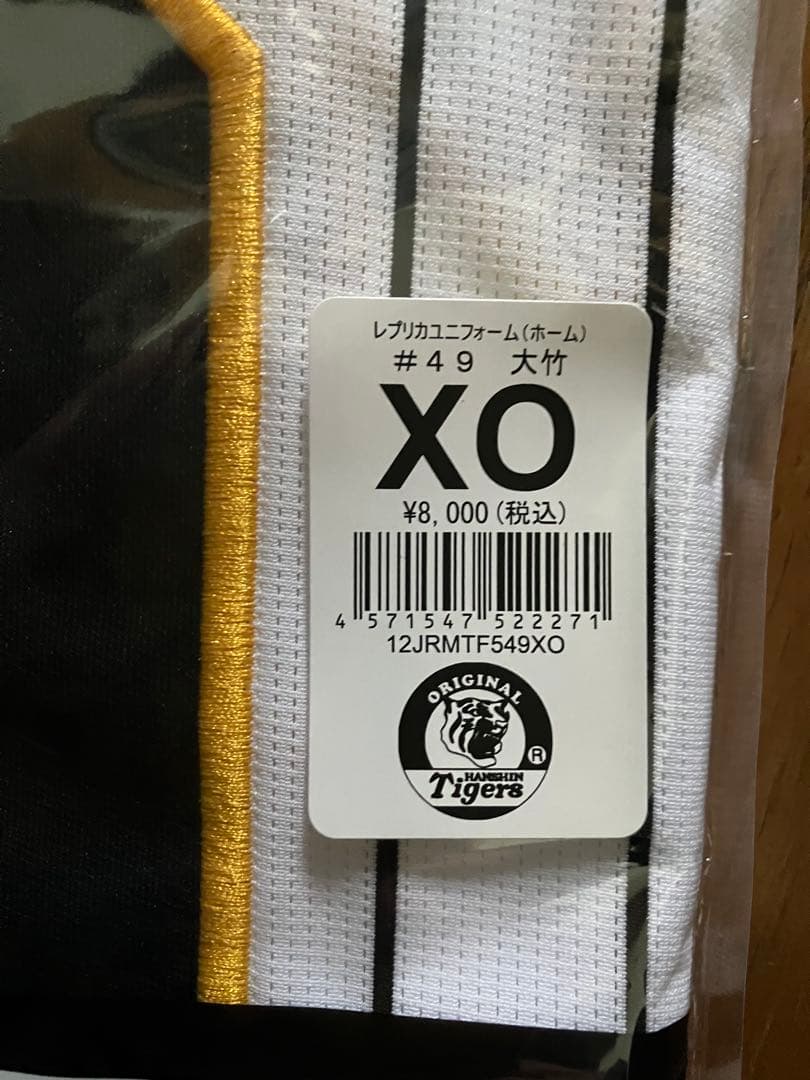 レプリカユニフォーム(ホーム)
#49 大竹
XO
¥8,000(税込)
4 571547 522271
12JRMTF549XO
ORIGINAL
®
HANSHIN
Tigers